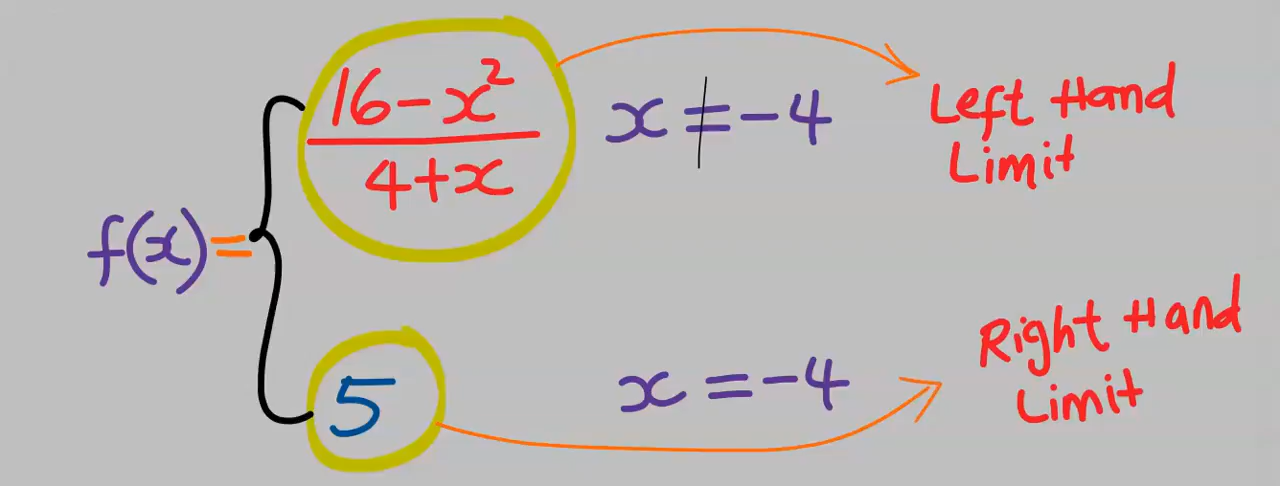 16 - x²
4 + x
x ≠ -4
Left Hand
Limit
f(x) =
5
x = -4
Right Hand
Limit